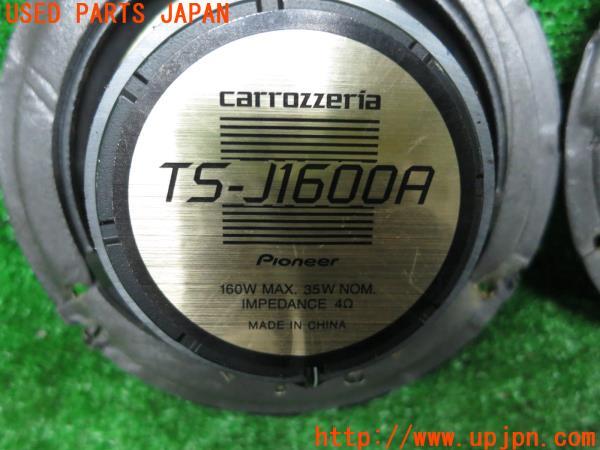 USED PARTS JAPAN
carrozzeria
TS-J1600A
Pioneer
160W MAX. 35W NOM.
IMPEDANCE 4Ω
MADE IN CHINA
http://www.upjpn.com/